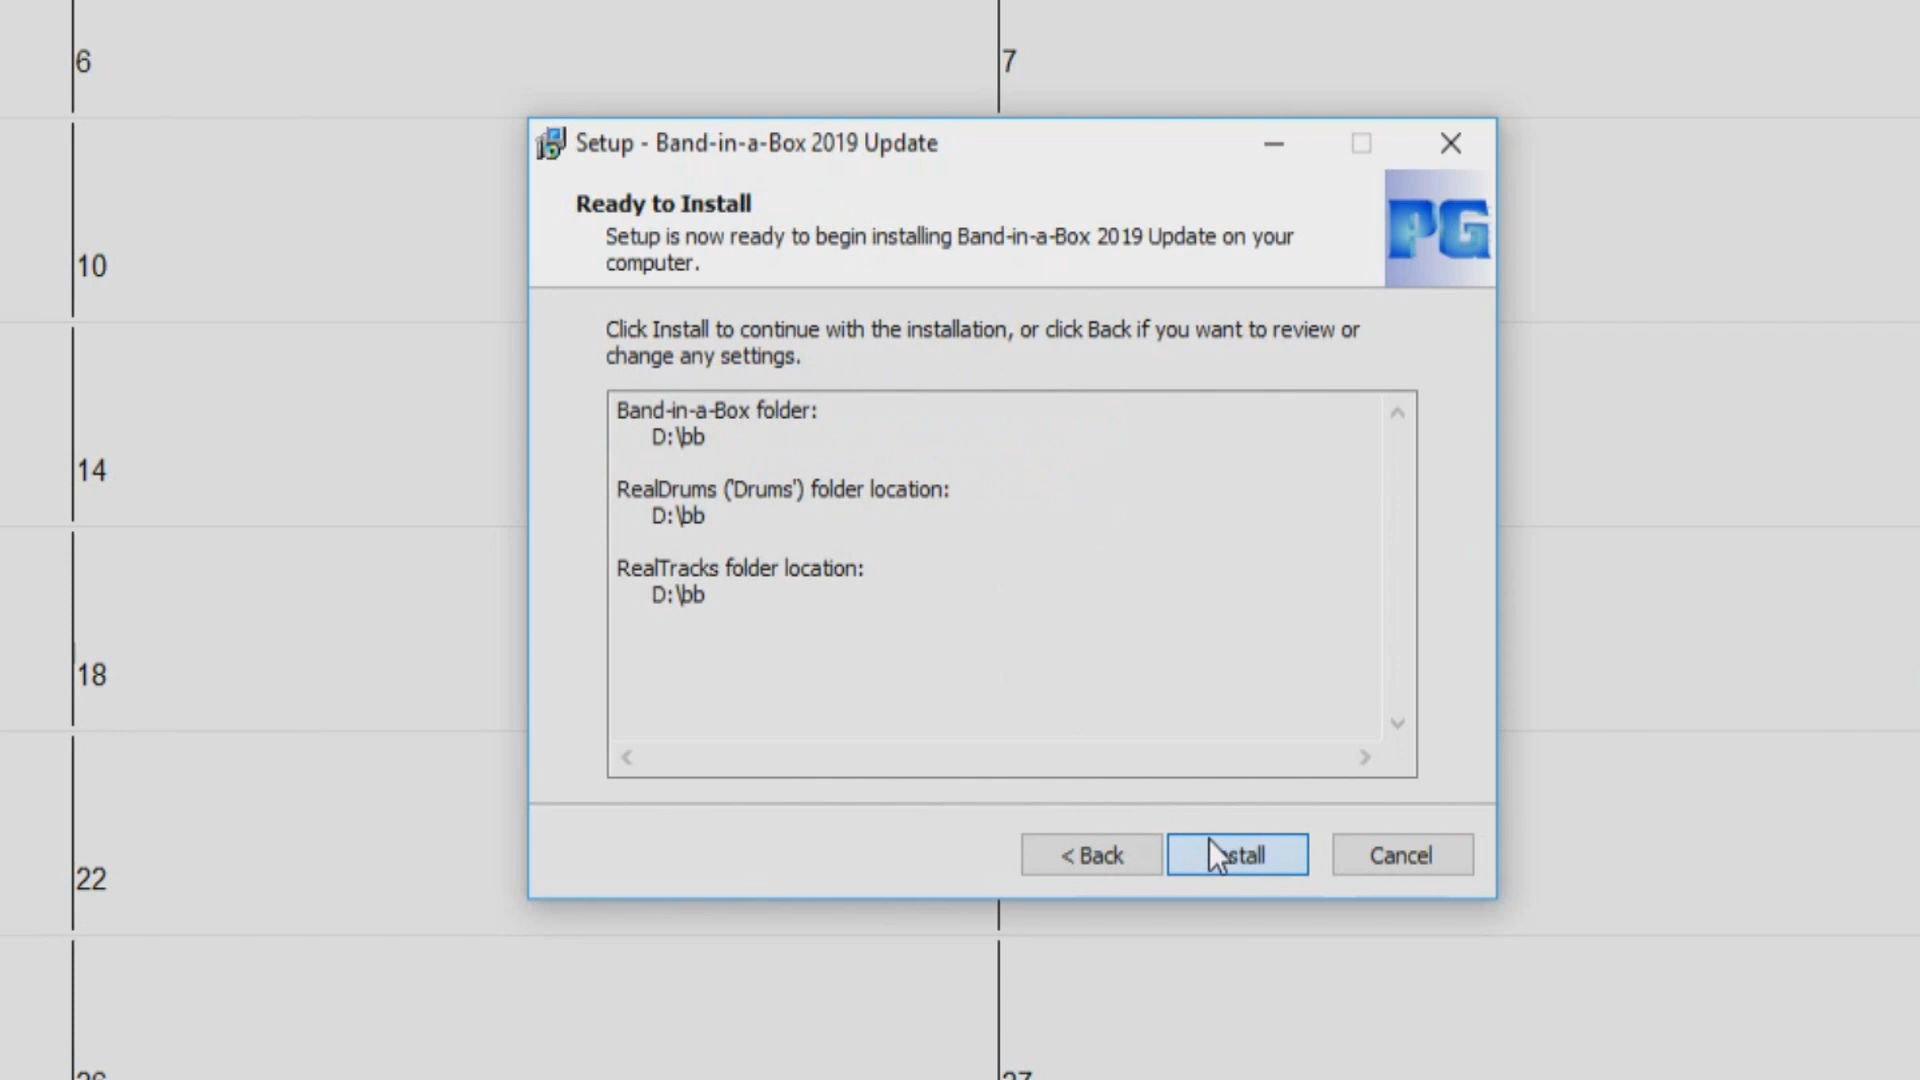 6
7
Setup - Band-in-a-Box 2019 Update
Ready to Install
Setup is now ready to begin installing Band-in-a-Box 2019 Update on your
computer.
PG
10
Click Install to continue with the installation, or click Back if you want to review or
change any settings.
Band-in-a-Box folder:
D:\bb
14
RealDrums ('Drums') folder location:
D:\bb
RealTracks folder location:
D:\bb
18
< Back
Cancel
22